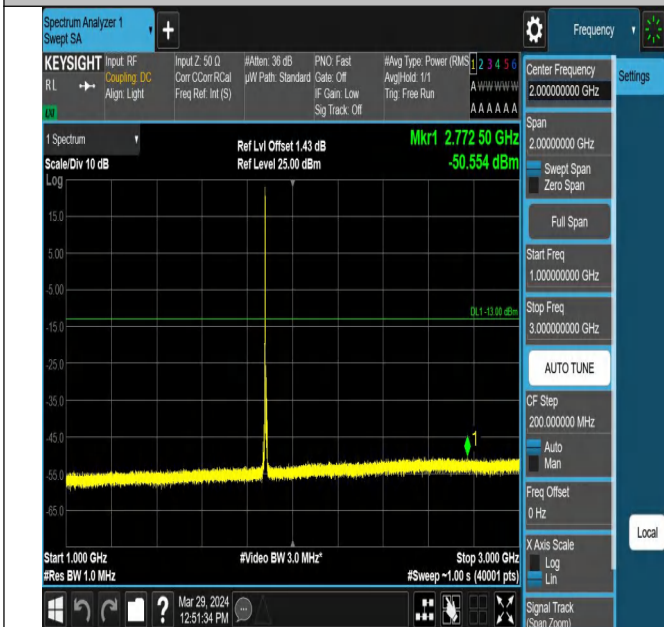 Spectrum Analyzer 1
Swept SA
+
Frequency
KEYSIGHT
RL
LXI
Input: RF
Coupling: DC
Align: Light
Input Z: 50 Ω
Corr CCorr RCal
Freq Ref: Int (S)
#Atten: 36 dB
µW Path: Standard
PNO: Fast
Gate: Off
IF Gain: Low
Sig Track: Off
#Avg Type: Power (RMS
Avg|Hold: 1/1
Trig: Free Run
1 2 3 4 5 6
A W W W W W
A A A A A A
1 Spectrum
Scale/Div 10 dB
Log
Ref Lvl Offset 1.43 dB
Ref Level 25.00 dBm
Mkr1 2.772 50 GHz
-50.554 dBm
15.0
5.00
-5.00
-15.0
-25.0
-35.0
-45.0
-55.0
-65.0
DL1 -13.00 dBm
1
Start 1.000 GHz
#Res BW 1.0 MHz
#Video BW 3.0 MHz*
Stop 3.000 GHz
#Sweep ~1.00 s (40001 pts)
?
Mar 29, 2024
12:51:34 PM
Center Frequency
2.000000000 GHz
Settings
Span
2.00000000 GHz
Swept Span
Zero Span
Full Span
Start Freq
1.000000000 GHz
Stop Freq
3.000000000 GHz
AUTO TUNE
CF Step
200.000000 MHz
Auto
Man
Freq Offset
0 Hz
Local
X Axis Scale
Log
Lin
Signal Track
(Span Zoom)